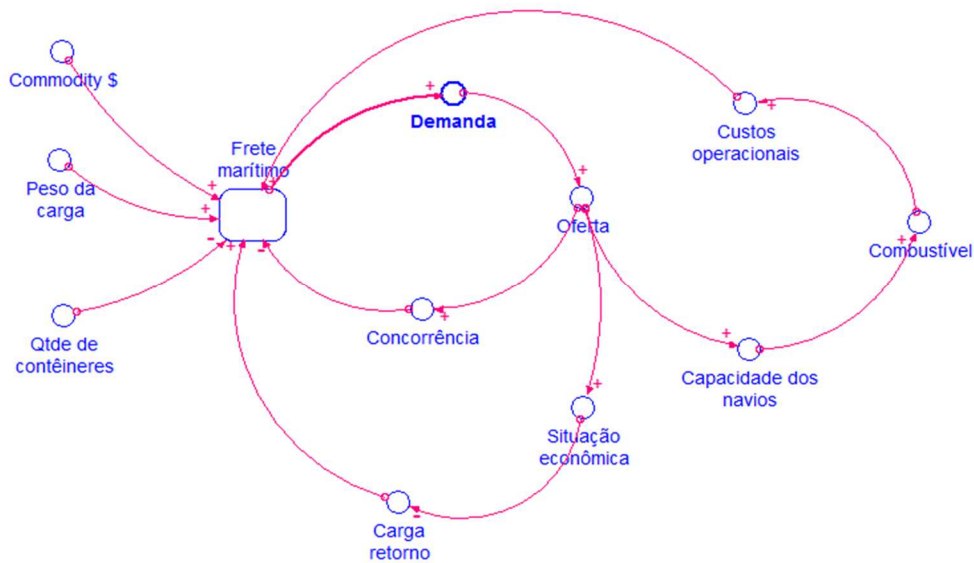 Commodity $
Peso da
carga
Qtde de
contêineres
Frete
marítimo
Demanda
Oferta
Concorrência
Situação
econômica
Carga
retorno
Custos
operacionais
Combustível
Capacidade dos
navios
+
+
-
+
-
+
+
+
+
+
-
+
+
+
+